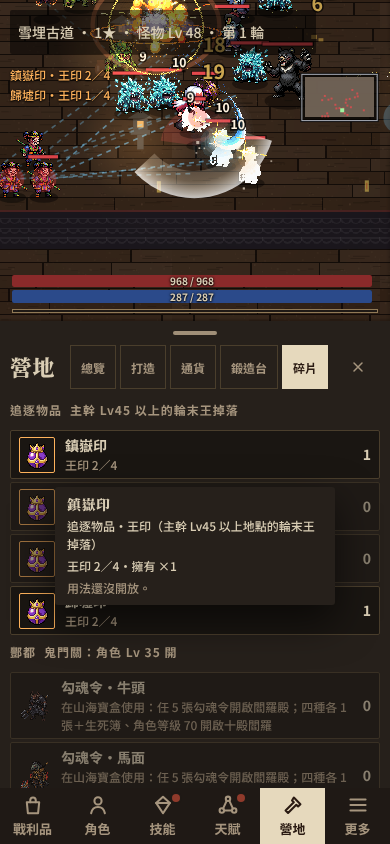 雪埋古道 · 1★ · 怪物 Lv 48 · 第 1 輪
6
18
鎮嶽印 · 王印 2／4
歸墟印 · 王印 1／4
9
10
19
9
10
10
968 / 968
287 / 287
營地
總覽
打造
通貨
鍛造台
碎片
×
追逐物品 主幹 Lv45 以上的輪末王掉落
鎮嶽印
王印 2／4
1
0
鎮嶽印
追逐物品・王印（主幹 Lv45 以上地點的輪末王
掉落）
王印 2／4・擁有 ×1
用法還沒開放。
0
王印 2／4
1
酆都 鬼門關：角色 Lv 35 開
勾魂令・牛頭
在山海寶盒使用：任 5 張勾魂令開啟閻羅殿；四種各 1
張＋生死簿、角色等級 70 開啟十殿閻羅
0
勾魂令・馬面
在山海寶盒使用：任 5 張勾魂令開啟閻羅殿；四種各 1
0
戰利品
角色
技能
天賦
營地
更多